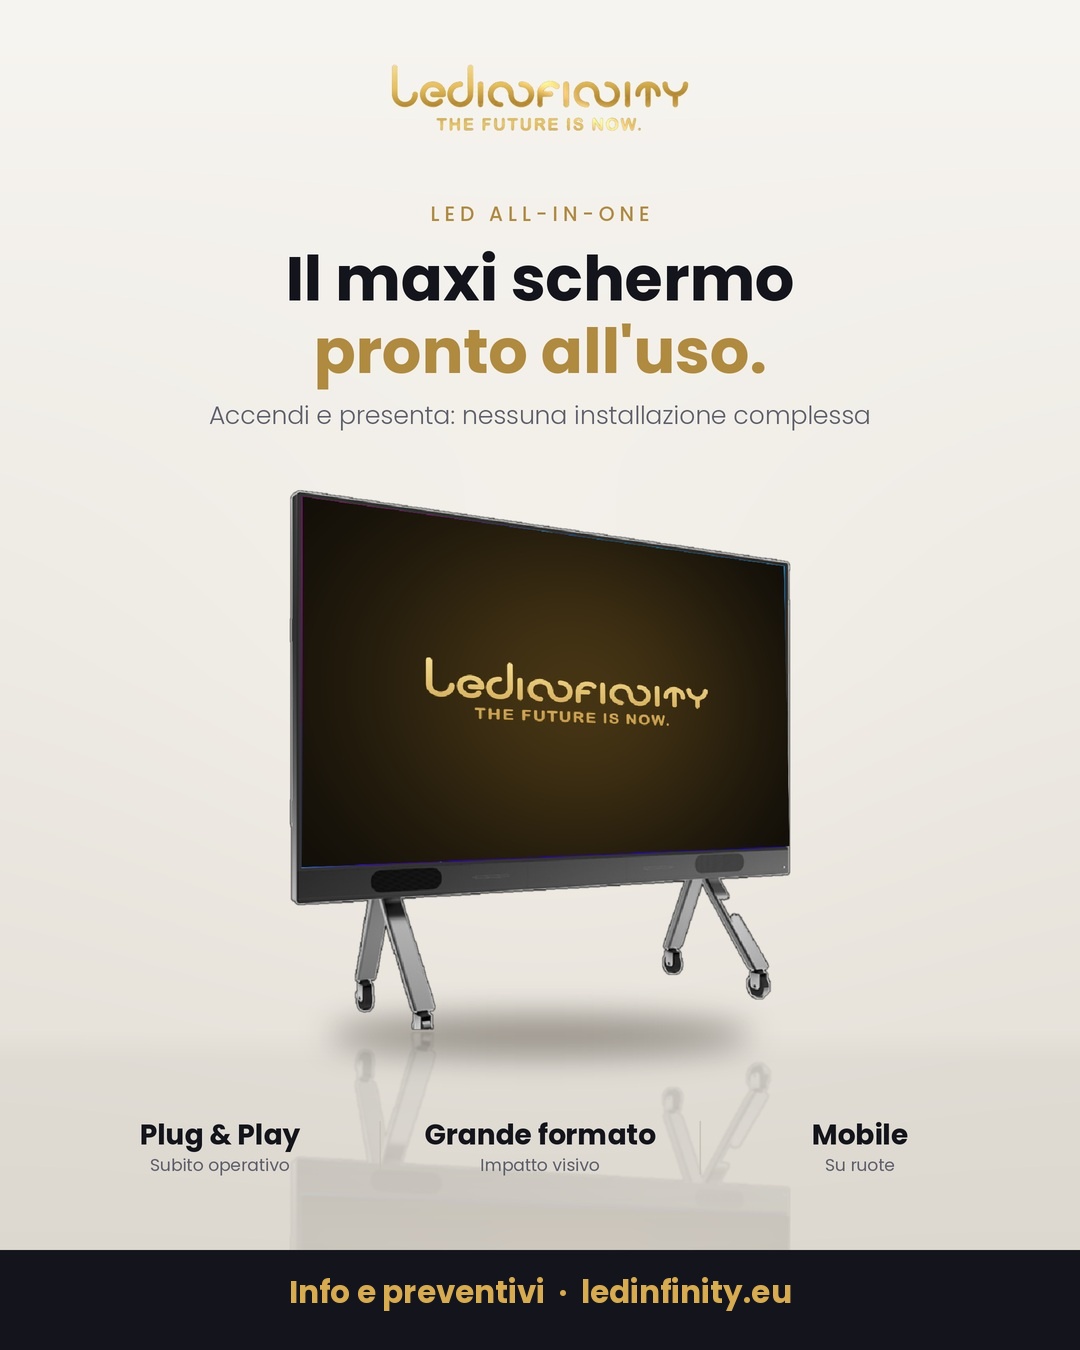 Ledinfinity
THE FUTURE IS NOW.
LED ALL-IN-ONE
Il maxi schermo
pronto all'uso.
Accendi e presenta: nessuna installazione complessa
Ledinfinity
THE FUTURE IS NOW.
Plug & Play
Subito operativo
Grande formato
Impatto visivo
Mobile
Su ruote
Info e preventivi · ledinfinity.eu